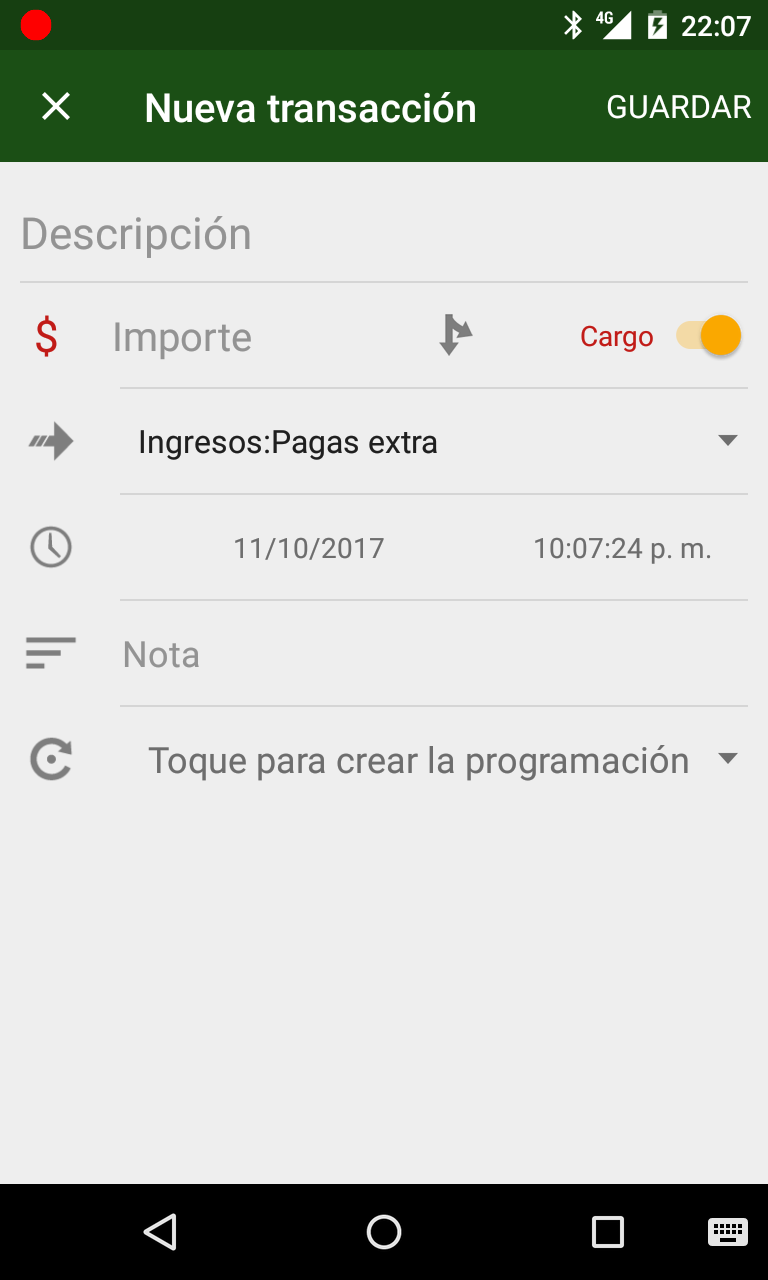 4G 22:07
Nueva transacción GUARDAR
Descripción
$ Importe Cargo
Ingresos:Pagas extra
11/10/2017 10:07:24 p. m.
Nota
Toque para crear la programación